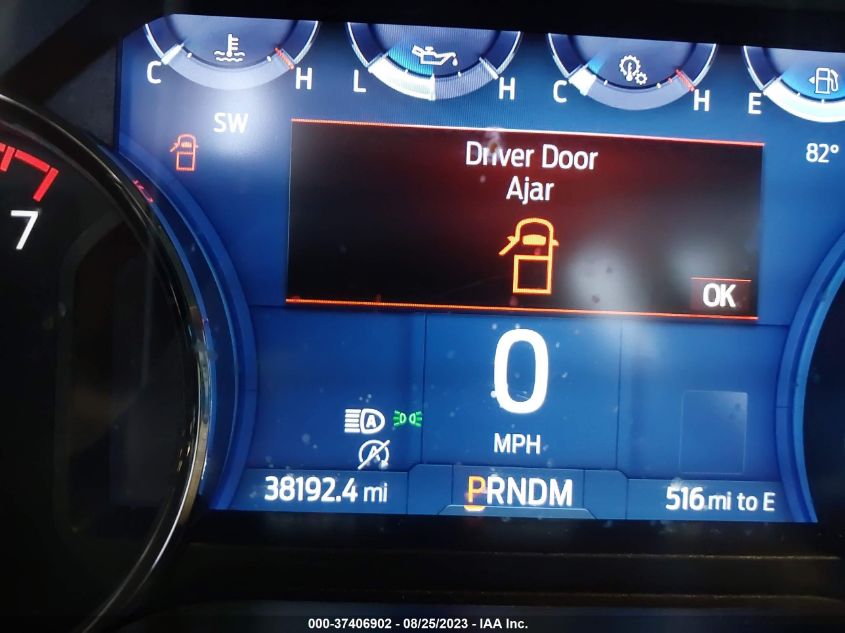 C H L H C H E
SW
Driver Door
Ajar
82°
7
OK
0
A
MPH
A
38192.4 mi PRNDM 516 mi to E
000-37406902 - 08/25/2023 - IAA Inc.